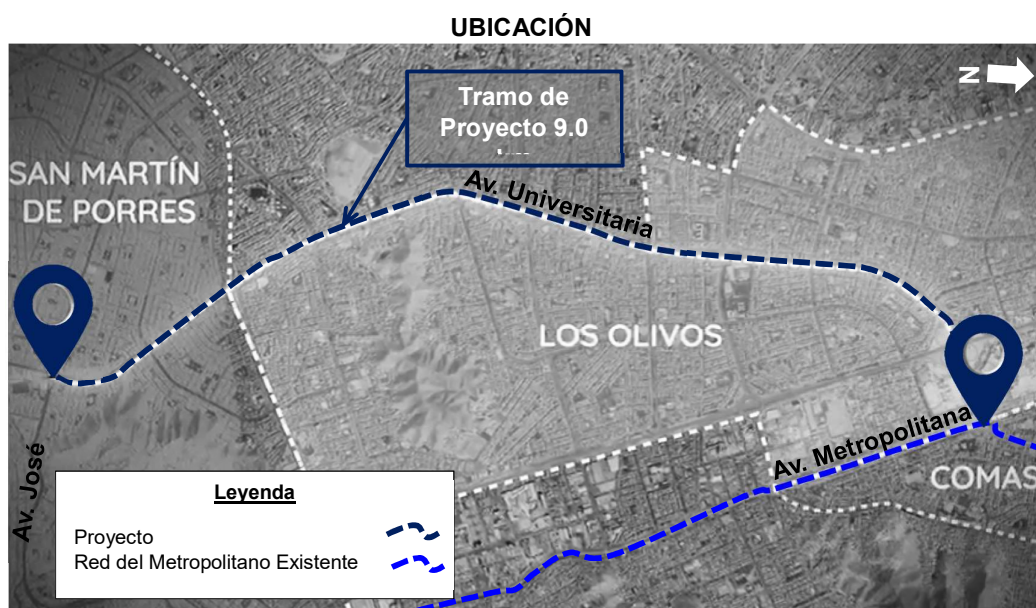 UBICACIÓN
N
Tramo de
Proyecto 9.0
SAN MARTÍN
DE PORRES
Av. Universitaria
LOS OLIVOS
Av. Metropolitana
COMAS
Av. José
Leyenda
Proyecto
Red del Metropolitano Existente